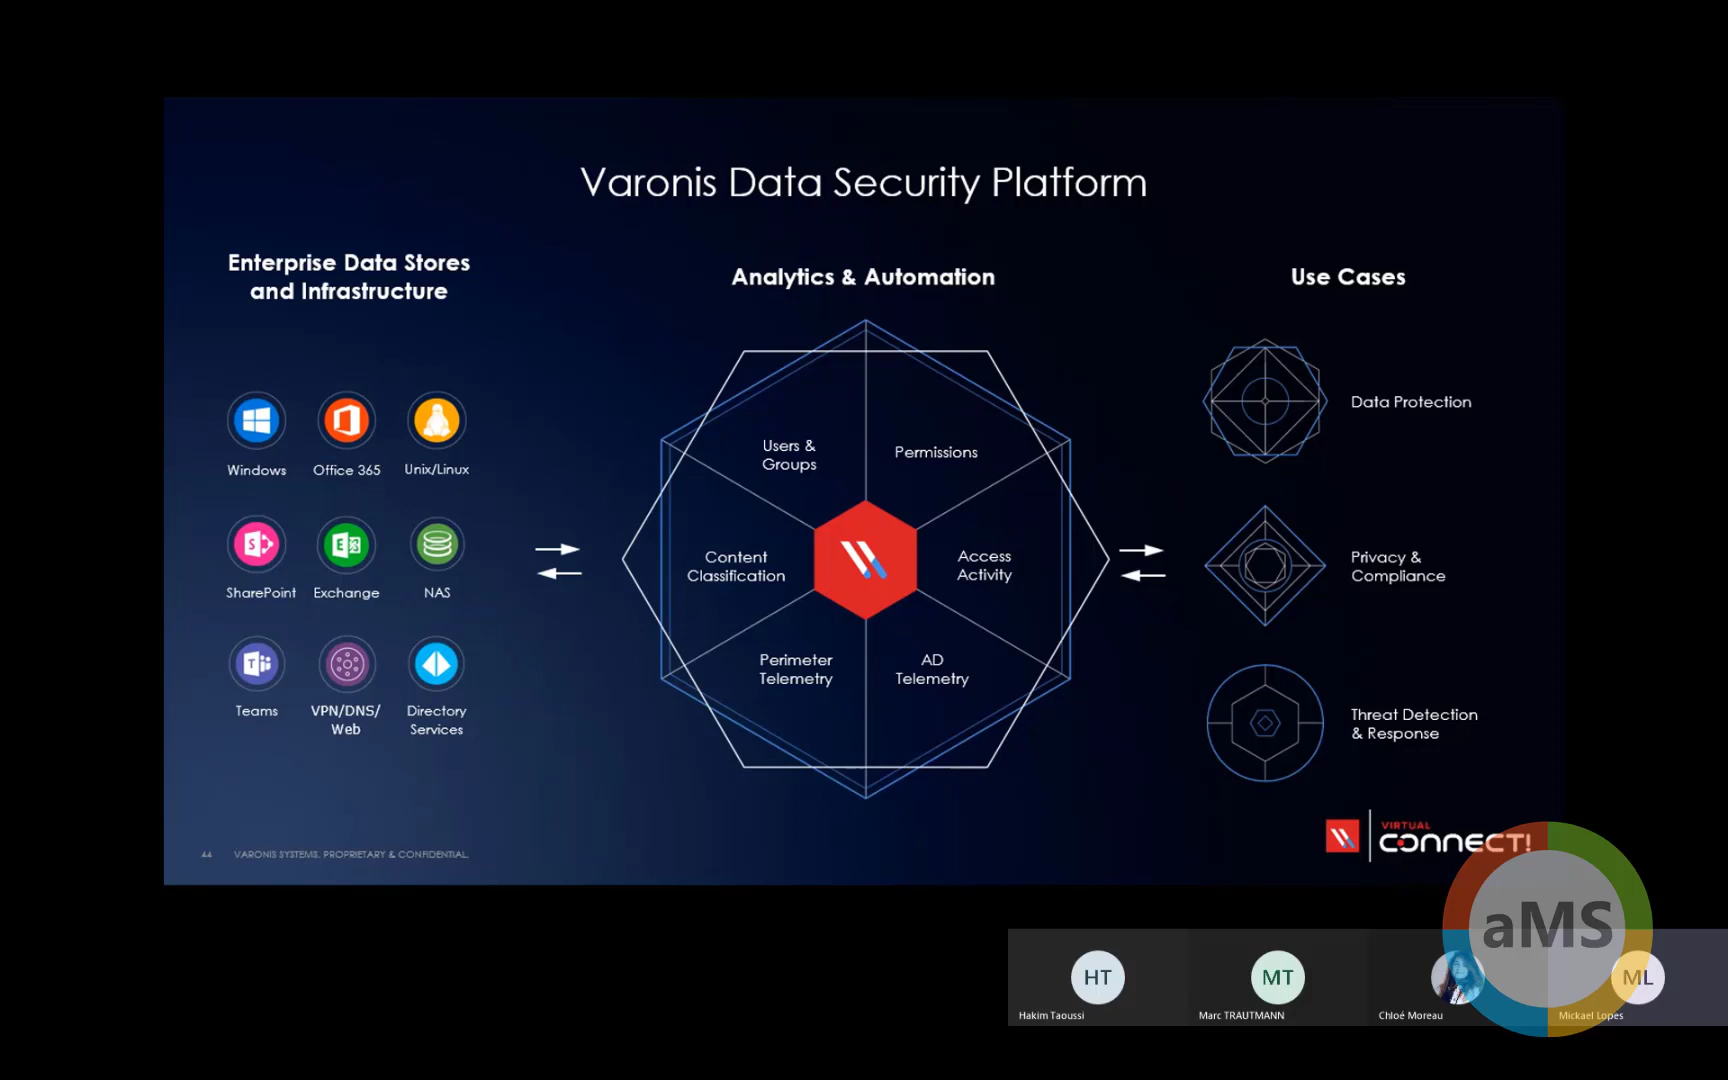 Varonis Data Security Platform
Enterprise Data Stores
and Infrastructure
Windows
Office 365
Unix/Linux
SharePoint
Exchange
NAS
Teams
VPN/DNS/
Web
Directory
Services
Analytics & Automation
Users &
Groups
Permissions
Content
Classification
Access
Activity
Perimeter
Telemetry
AD
Telemetry
Use Cases
Data Protection
Privacy &
Compliance
Threat Detection
& Response
44 VARONIS SYSTEMS. PROPRIETARY & CONFIDENTIAL.
VIRTUAL
CONNECT!
aMS
HT
MT
ML
Hakim Taoussi
Marc TRAUTMANN
Chloé Moreau
Mickael Lopes